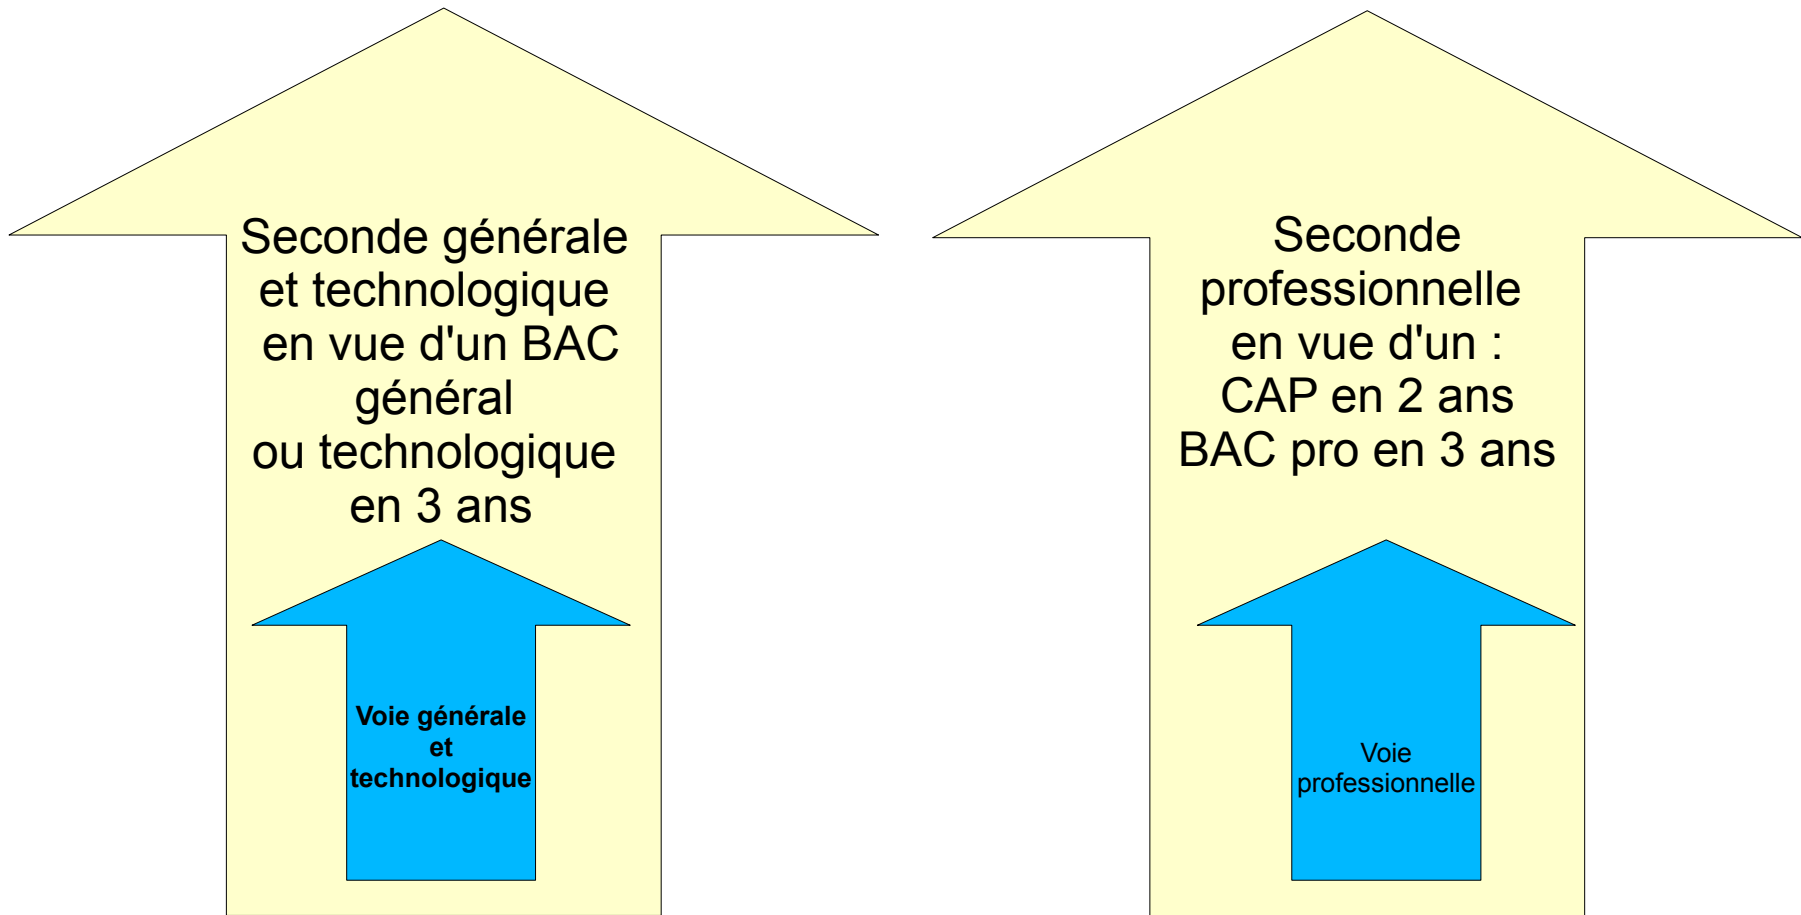 Seconde générale
et technologique
en vue d'un BAC
général
ou technologique
en 3 ans
Voie générale
et
technologique
Seconde
professionnelle
en vue d'un :
CAP en 2 ans
BAC pro en 3 ans
Voie
professionnelle